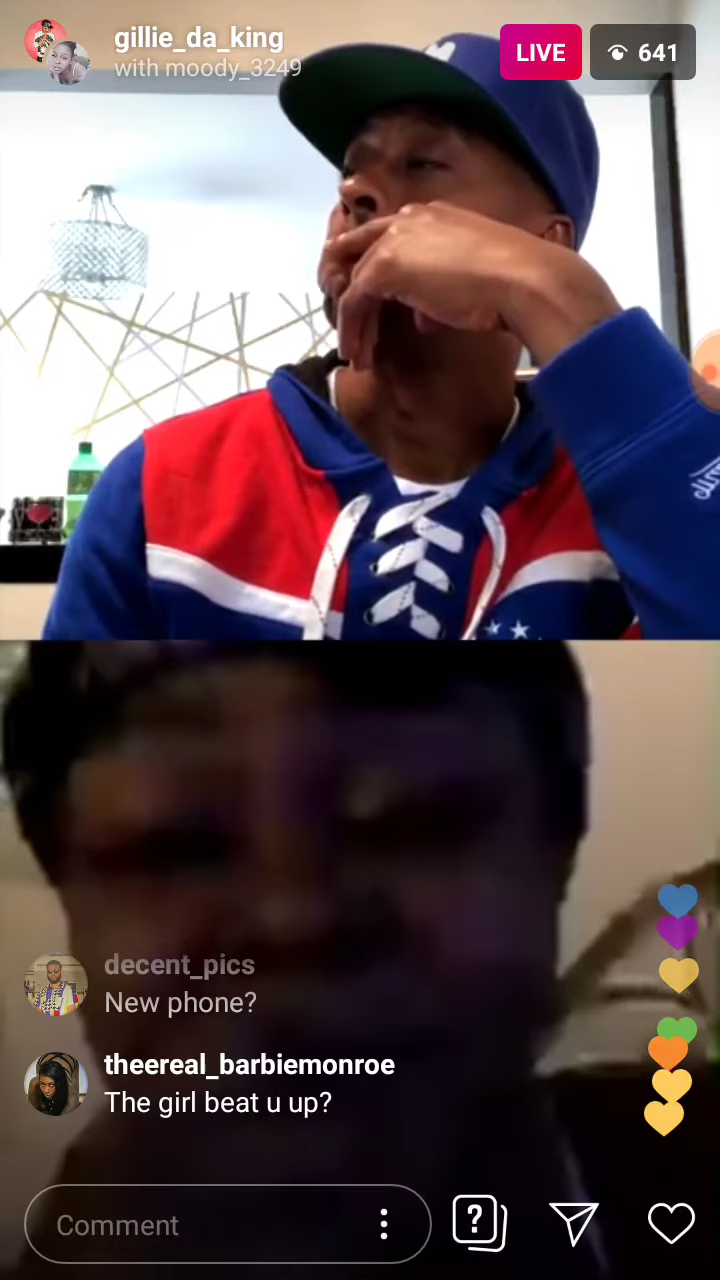 gillie_da_king
with moody_3249
LIVE
641
decent_pics
New phone?
theereal_barbiemonroe
The girl beat u up?
Comment
?